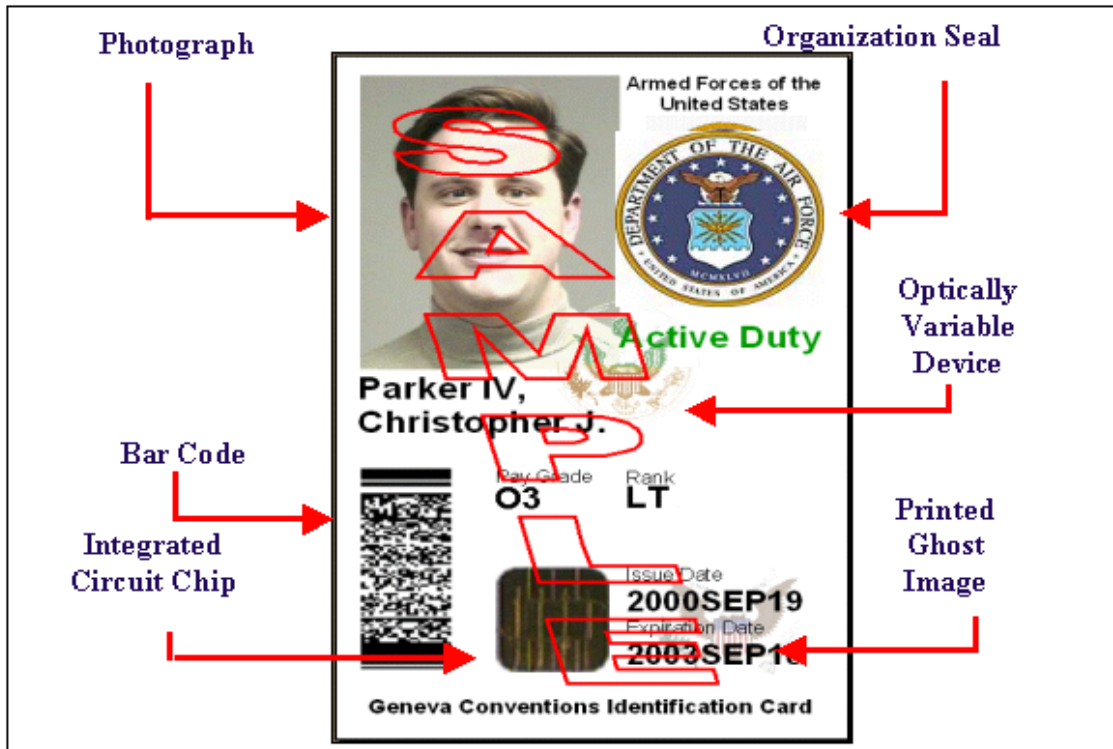 Photograph
Organization Seal
Armed Forces of the
United States
DEPARTMENT OF THE AIR FORCE
MCMXLVII
UNITED STATES OF AMERICA
Optically
Variable
Device
Active Duty
Parker IV,
Christopher J.
Bar Code
Pay Grade Rank
O3 LT
Integrated
Circuit Chip
Printed
Ghost
Image
Issue Date
2000SEP19
Expiration Date
Geneva Conventions Identification Card
SAMPLE